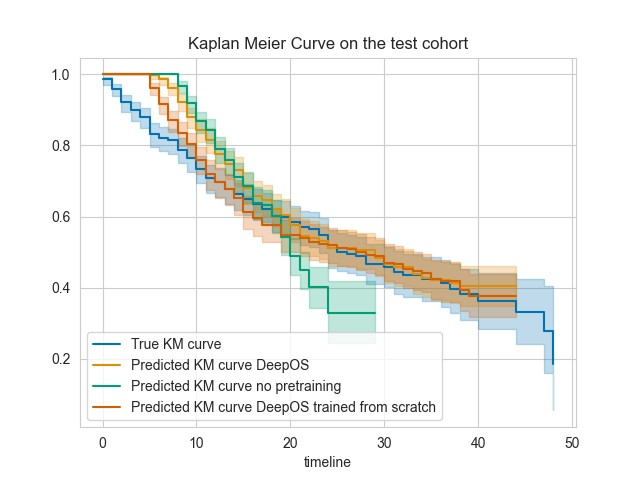 Kaplan Meier Curve on the test cohort
1.0
0.8
0.6
0.4
0.2
True KM curve
Predicted KM curve DeepOS
Predicted KM curve no pretraining
Predicted KM curve DeepOS trained from scratch
0 10 20 30 40 50
timeline